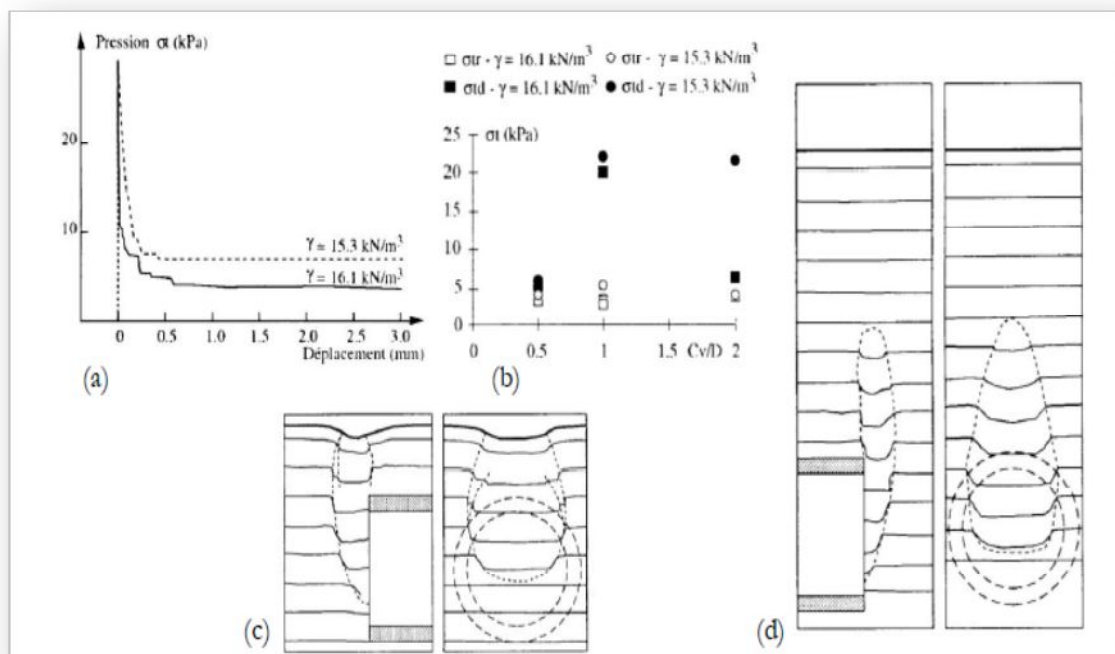 Pression σt (kPa)
20
10
γ = 15.3 kN/m³
γ = 16.1 kN/m³
0 0.5 1.0 1.5 2.0 2.5 3.0
Déplacement (mm)
(a)
□ σtr - γ = 16.1 kN/m³ ○ σtr - γ = 15.3 kN/m³
■ σtd - γ = 16.1 kN/m³ ● σtd - γ = 15.3 kN/m³
σt (kPa)
25
20
15
10
5
0
0 0.5 1 1.5 Cv/D 2
(b)
(c)
(d)